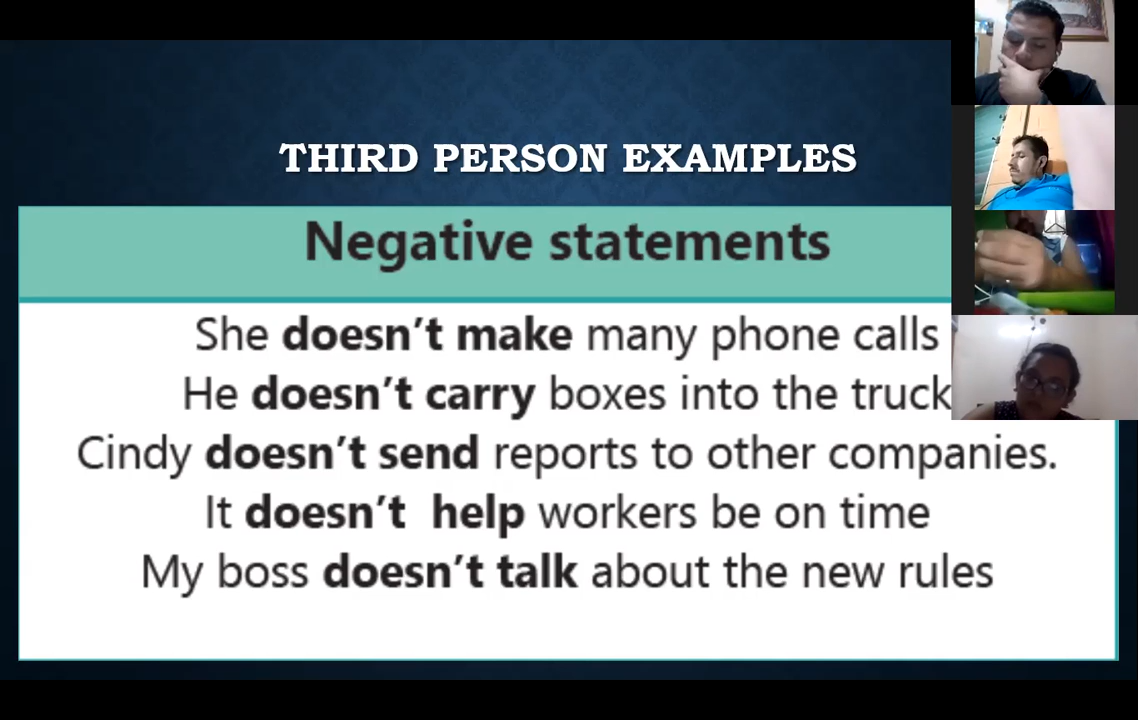 THIRD PERSON EXAMPLES
Negative statements
She doesn't make many phone calls
He doesn't carry boxes into the truck
Cindy doesn't send reports to other companies.
It doesn't help workers be on time
My boss doesn't talk about the new rules